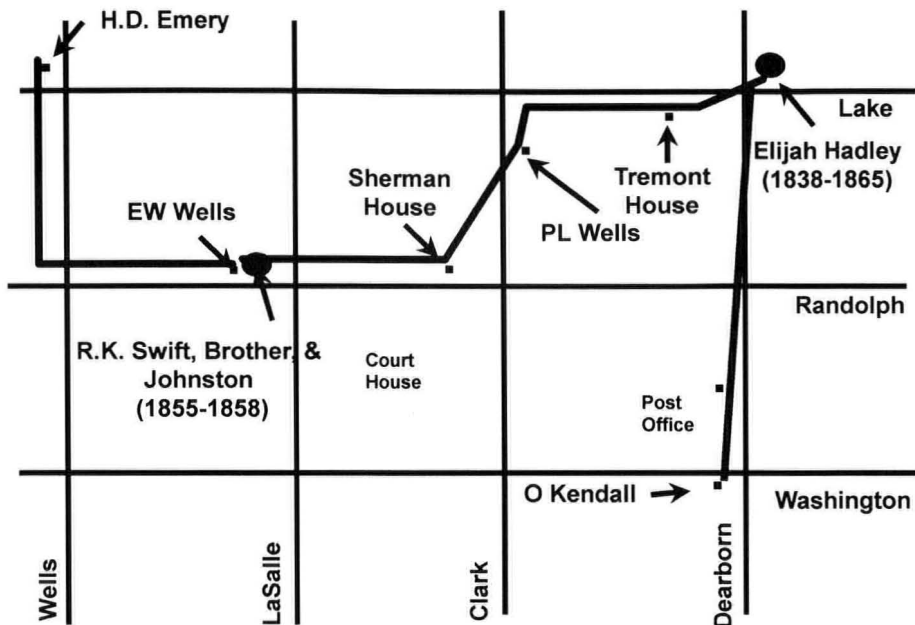 H.D. Emery
Lake
Elijah Hadley
(1838-1865)
Sherman
House
Tremont
House
EW Wells
PL Wells
Randolph
R.K. Swift, Brother, &
Johnston
(1855-1858)
Court
House
Post
Office
O Kendall
Washington
Wells
LaSalle
Clark
Dearborn